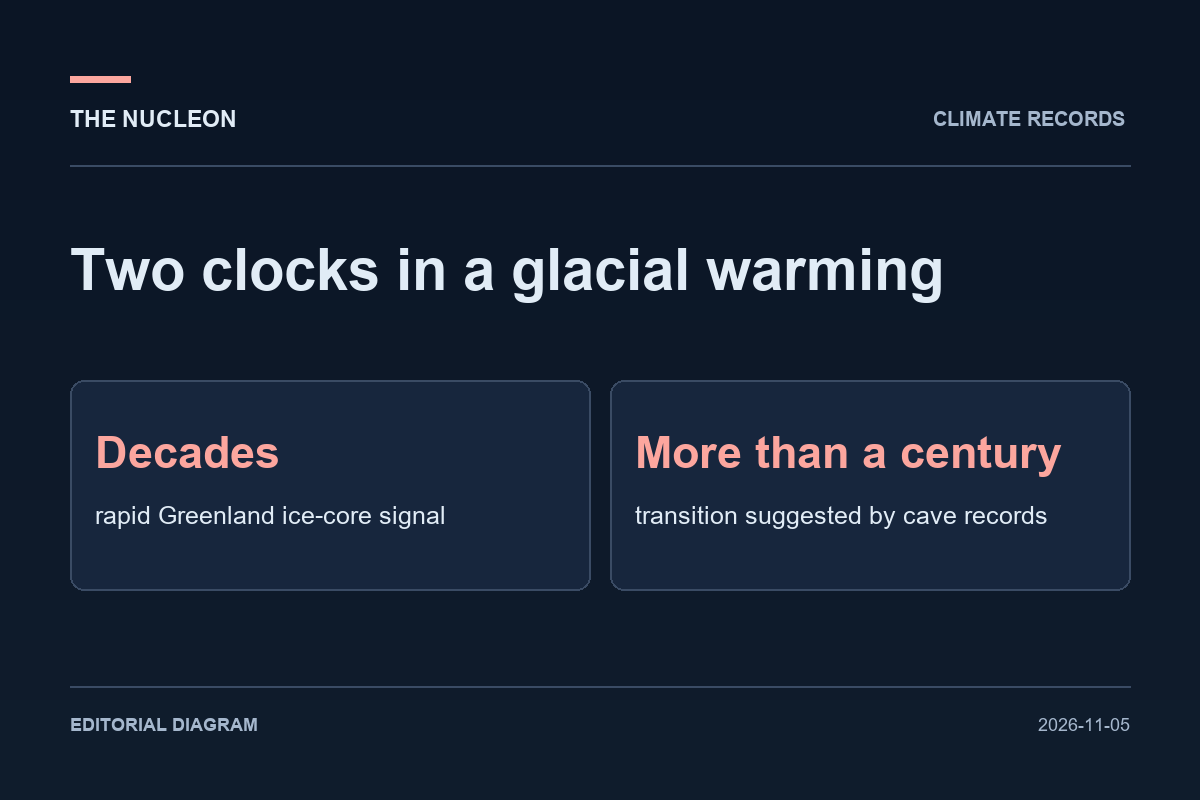 THE NUCLEON
CLIMATE RECORDS
Two clocks in a glacial warming
Decades
rapid Greenland ice-core signal
More than a century
transition suggested by cave records
EDITORIAL DIAGRAM
2026-11-05